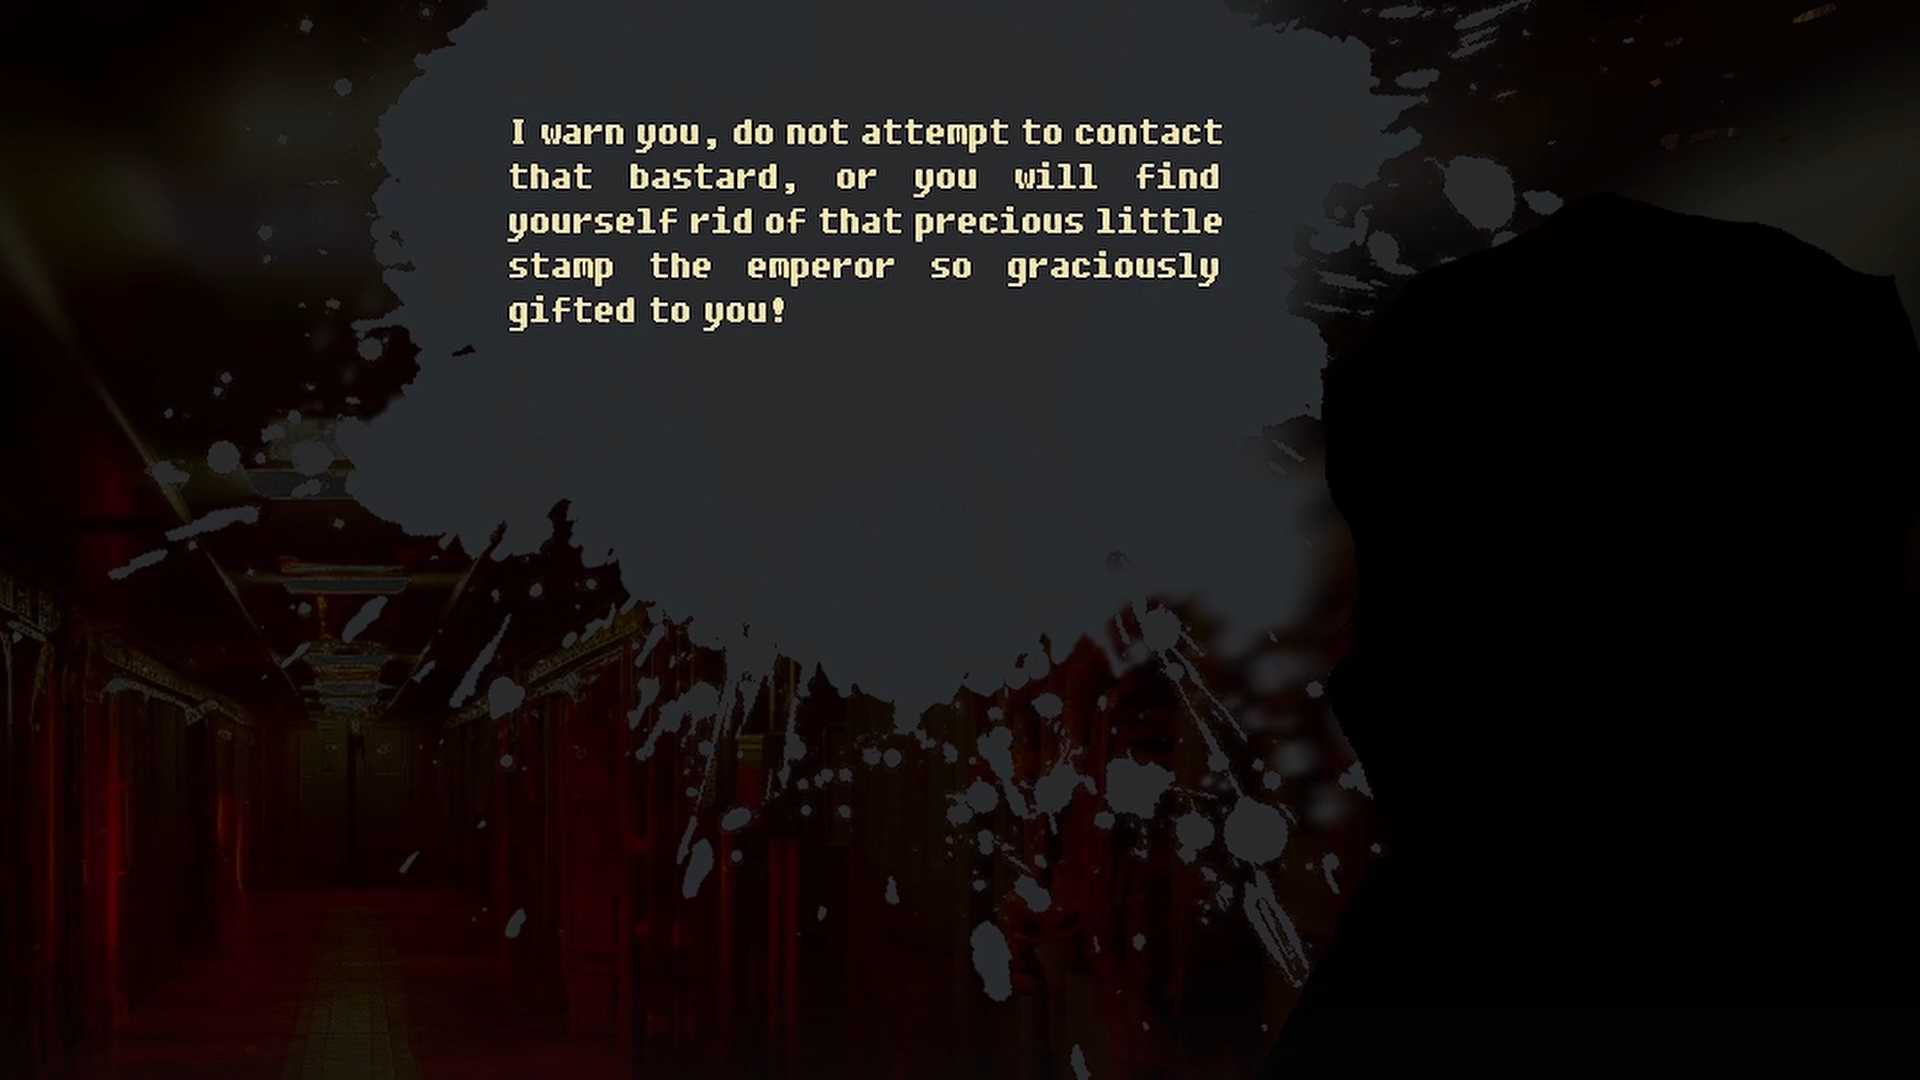 I warn you, do not attempt to contact
that bastard, or you will find
yourself rid of that precious little
stamp the emperor so graciously
gifted to you!